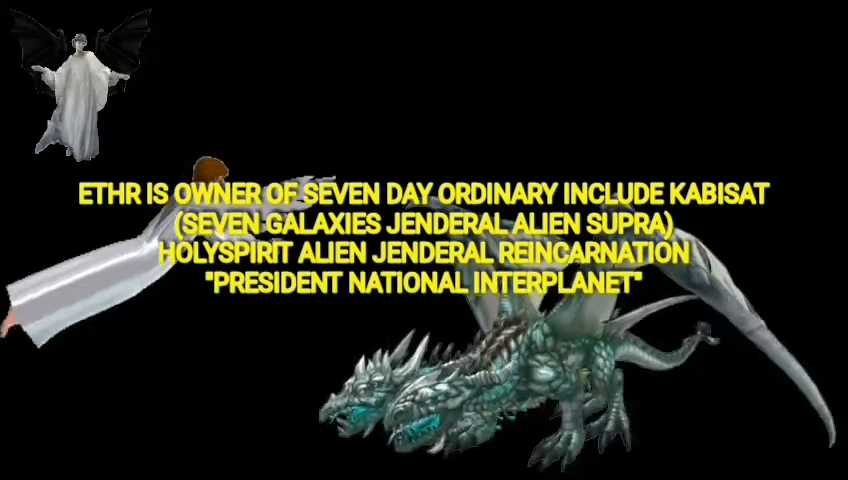 ETHR IS OWNER OF SEVEN DAY ORDINARY INCLUDE KABISAT
(SEVEN GALAXIES JENDERAL ALIEN SUPRA)
HOLYSPIRIT ALIEN JENDERAL REINCARNATION
"PRESIDENT NATIONAL INTERPLANET"